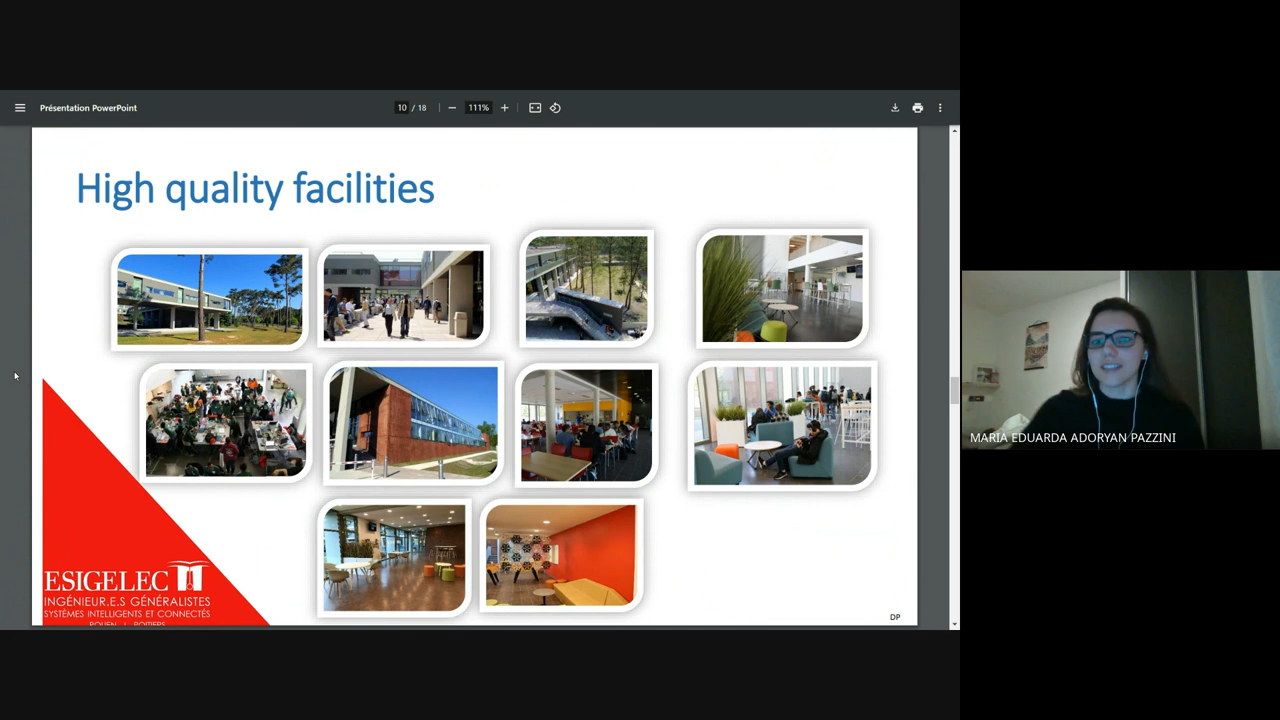 Présentation PowerPoint
10 / 18
111%
High quality facilities
ESIGELEC
INGÉNIEUR.E.S GÉNÉRALISTES
SYSTÈMES INTELLIGENTS ET CONNECTÉS
ROUEN | POITIERS
DP
MARIA EDUARDA ADORYAN PAZZINI